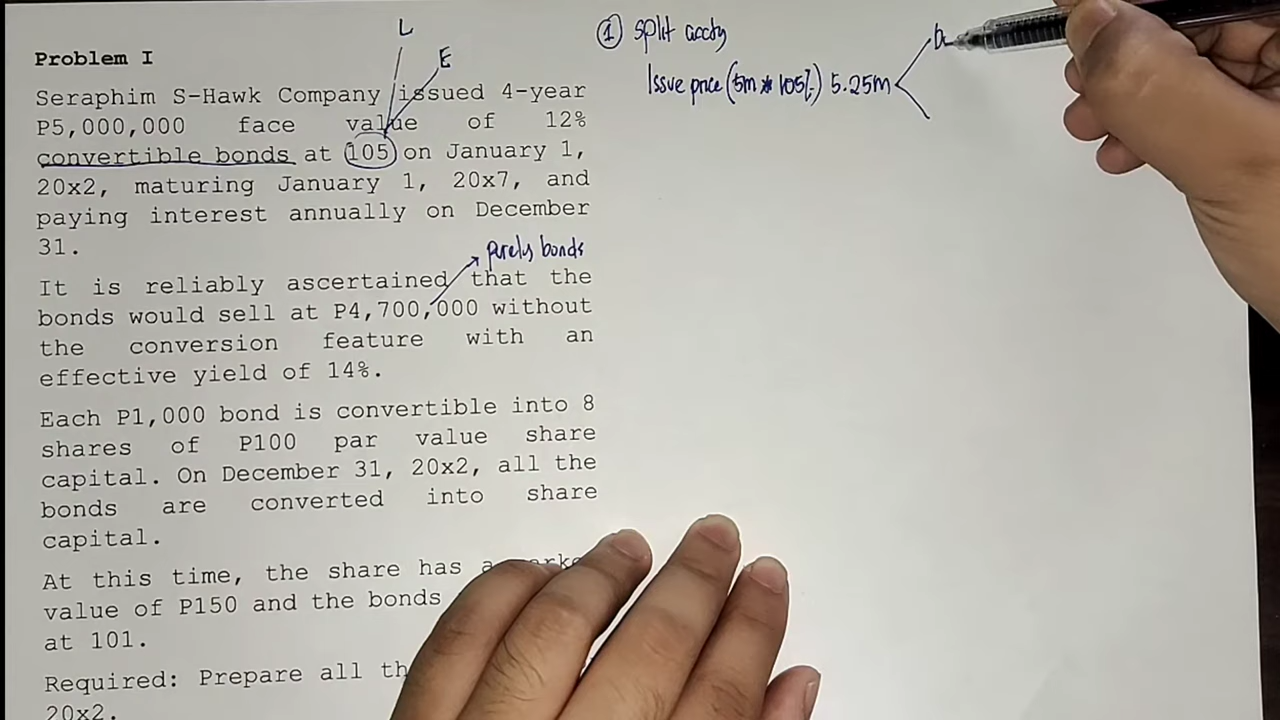 Problem I
Seraphim S-Hawk Company issued 4-year
P5,000,000 face value of 12%
convertible bonds at 105 on January 1,
20x2, maturing January 1, 20x7, and
paying interest annually on December
31.
It is reliably ascertained that the
bonds would sell at P4,700,000 without
the conversion feature with an
effective yield of 14%.
Each P1,000 bond is convertible into 8
shares of P100 par value share
capital. On December 31, 20x2, all the
bonds are converted into share
capital.
At this time, the share has a
value of P150 and the bonds
at 101.
Required: Prepare all
20x2.
L
E
purely bonds
① split acctg
Issue price (5m * 105%) 5.25m